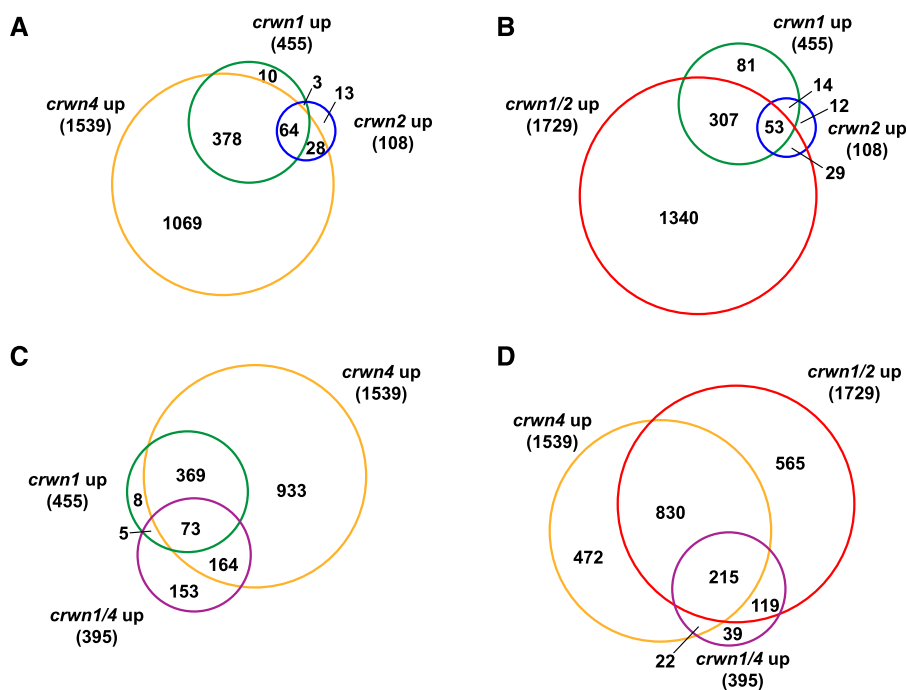 A
crwn1 up
(455)
10
3
13
crwn4 up
(1539)
378
64
28
crwn2 up
(108)
1069
B
crwn1 up
(455)
81
14
12
crwn1/2 up
(1729)
307
53
crwn2 up
(108)
29
1340
C
crwn4 up
(1539)
crwn1 up
(455)
369
933
8
5
73
164
153
crwn1/4 up
(395)
D
crwn1/2 up
(1729)
crwn4 up
(1539)
565
830
472
215
119
39
22
crwn1/4 up
(395)